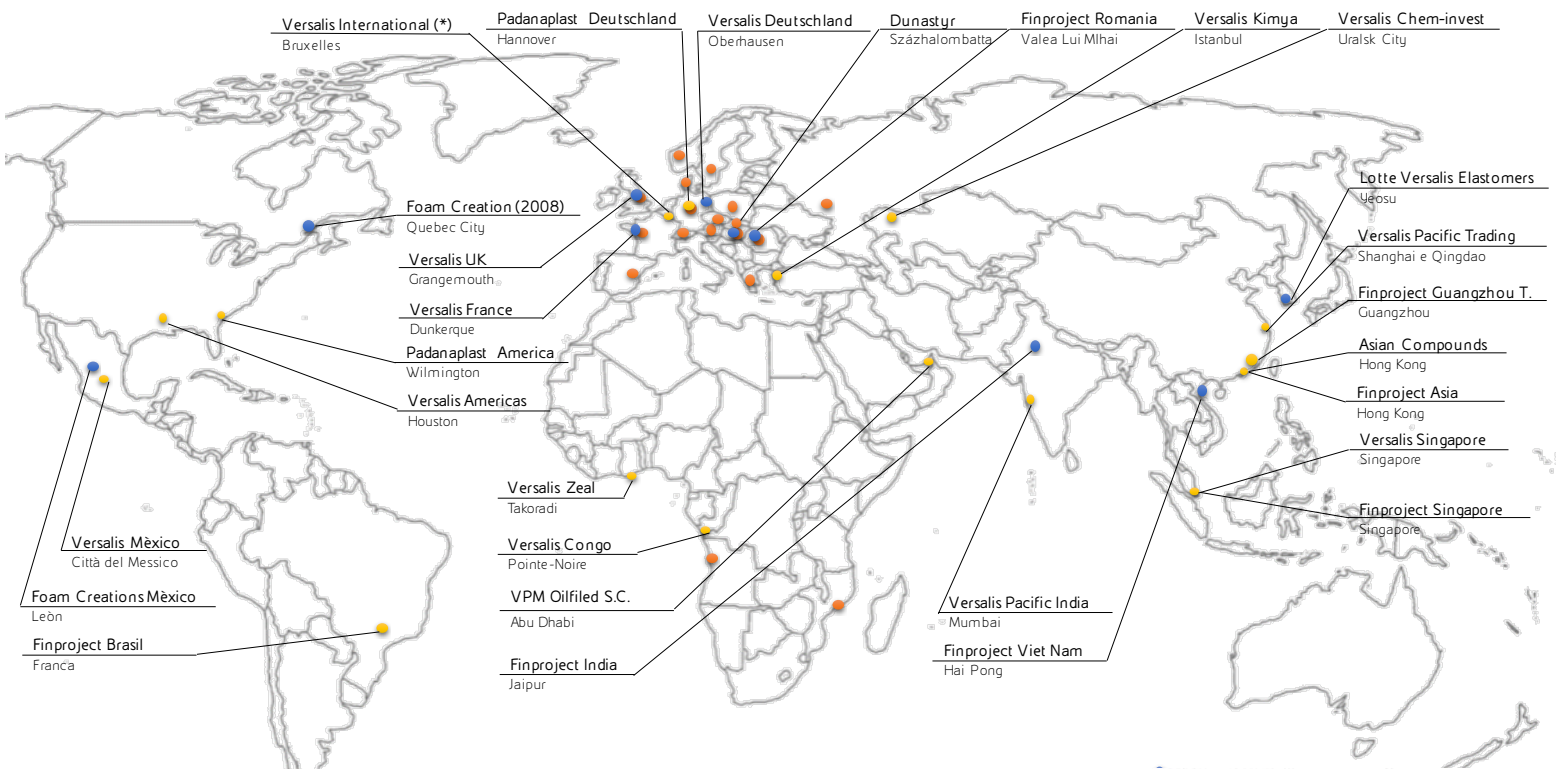 Versalis International (*)
Bruxelles
Padanaplast Deutschland
Hannover
Versalis Deutschland
Oberhausen
Dunastyr
Százhalombatta
Finproject Romania
Valea Lui MIhai
Versalis Kimya
Istanbul
Versalis Chem-invest
Uralsk City
Foam Creation (2008)
Quebec City
Versalis UK
Grangemouth
Versalis France
Dunkerque
Padanaplast America
Wilmington
Versalis Americas
Houston
Lotte Versalis Elastomers
Yeosu
Versalis Pacific Trading
Shanghai e Qingdao
Finproject Guangzhou T.
Guangzhou
Asian Compounds
Hong Kong
Finproject Asia
Hong Kong
Versalis Singapore
Singapore
Finproject Singapore
Singapore
Versalis Zeal
Takoradi
Versalis Congo
Pointe-Noire
VPM Oilfiled S.C.
Abu Dhabi
Finproject India
Jaipur
Versalis Mèxico
Città del Messico
Foam Creations Mèxico
Leòn
Finproject Brasil
Franca
Versalis Pacific India
Mumbai
Finproject Viet Nam
Hai Pong